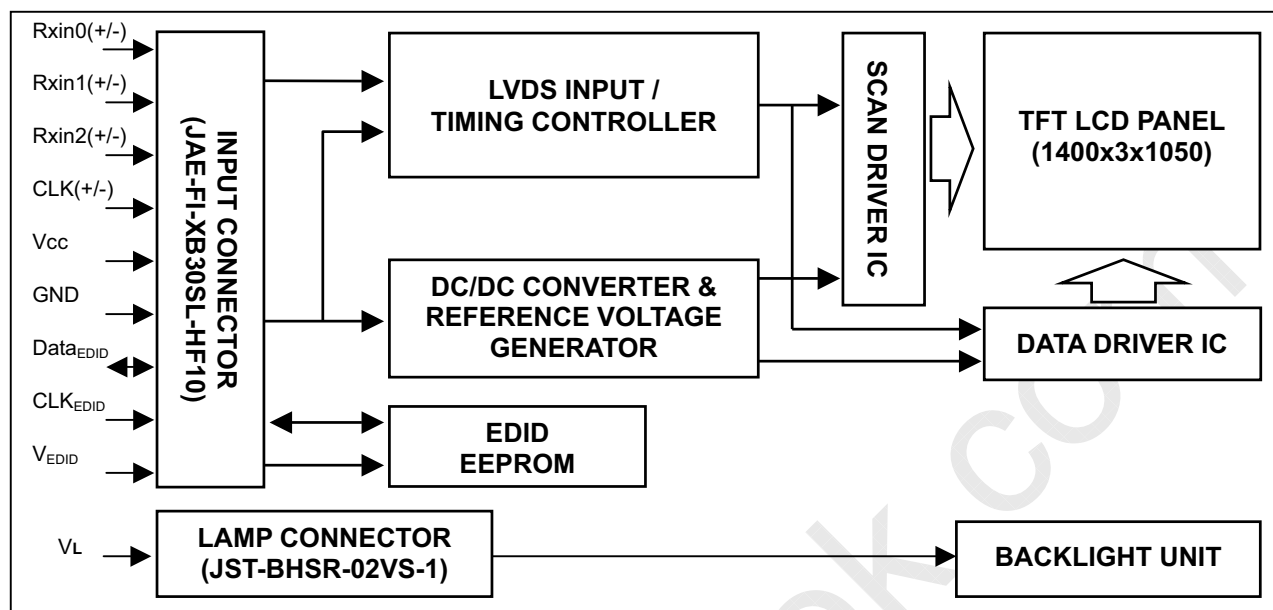 Rxin0(+/-)
Rxin1(+/-)
Rxin2(+/-)
CLK(+/-)
Vcc
GND
DataEDID
CLKEDID
VEDID
VL
INPUT CONNECTOR
(JAE-FI-XB30SL-HF10)
LVDS INPUT /
TIMING CONTROLLER
DC/DC CONVERTER &
REFERENCE VOLTAGE
GENERATOR
EDID
EEPROM
SCAN DRIVER IC
TFT LCD PANEL
(1400x3x1050)
DATA DRIVER IC
LAMP CONNECTOR
(JST-BHSR-02VS-1)
BACKLIGHT UNIT